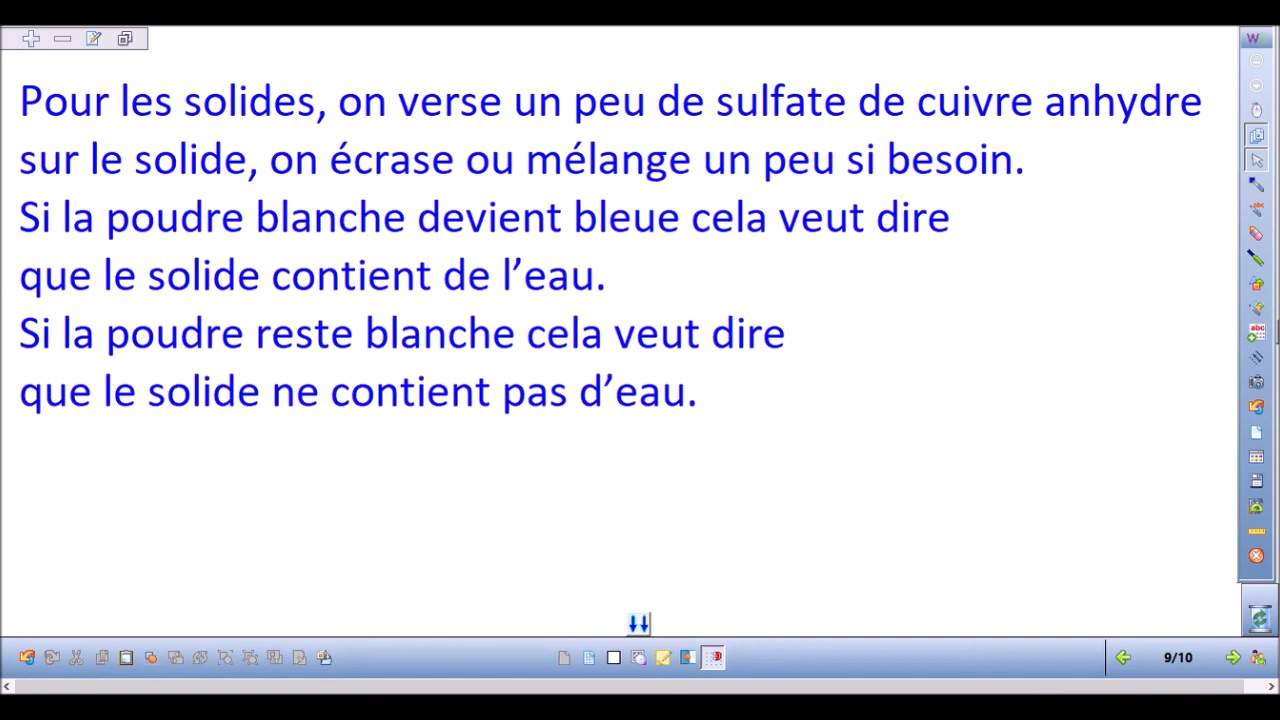 Pour les solides, on verse un peu de sulfate de cuivre anhydre
sur le solide, on écrase ou mélange un peu si besoin.
Si la poudre blanche devient bleue cela veut dire
que le solide contient de l’eau.
Si la poudre reste blanche cela veut dire
que le solide ne contient pas d’eau.
9/10